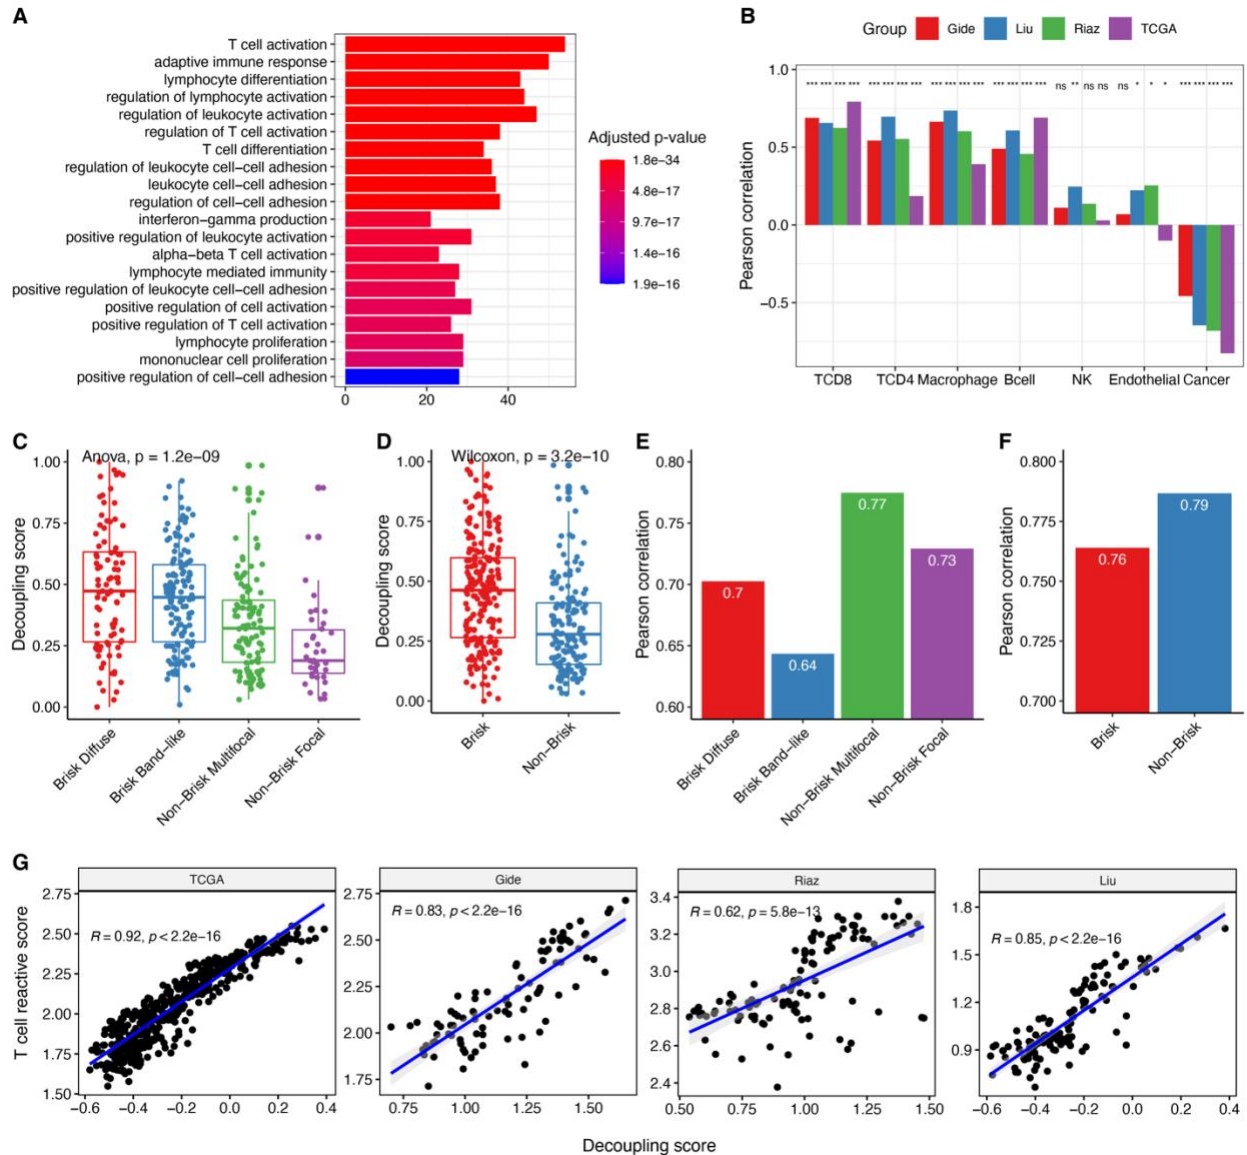 A
T cell activation
adaptive immune response
lymphocyte differentiation
regulation of lymphocyte activation
regulation of leukocyte activation
regulation of T cell activation
T cell differentiation
regulation of leukocyte cell−cell adhesion
leukocyte cell−cell adhesion
regulation of cell−cell adhesion
interferon−gamma production
positive regulation of leukocyte activation
alpha−beta T cell activation
lymphocyte mediated immunity
positive regulation of leukocyte cell−cell adhesion
positive regulation of cell activation
positive regulation of T cell activation
lymphocyte proliferation
mononuclear cell proliferation
positive regulation of cell−cell adhesion
0 20 40
Adjusted p-value
1.8e−34
4.8e−17
9.7e−17
1.4e−16
1.9e−16
B
Group Gide Liu Riaz TCGA
Pearson correlation
1.0
0.5
0.0
−0.5
*** *** *** *** *** *** *** *** *** *** *** *** *** *** *** *** ns ** ns ns ns * * * *** *** *** ***
TCD8 TCD4 Macrophage Bcell NK Endothelial Cancer
C
Anova, p = 1.2e−09
Decoupling score
1.00
0.75
0.50
0.25
0.00
Brisk Diffuse
Brisk Band−like
Non−Brisk Multifocal
Non−Brisk Focal
D
Wilcoxon, p = 3.2e−10
Decoupling score
1.00
0.75
0.50
0.25
0.00
Brisk
Non−Brisk
E
Pearson correlation
0.80
0.75
0.70
0.65
0.60
0.7
0.64
0.77
0.73
Brisk Diffuse
Brisk Band−like
Non−Brisk Multifocal
Non−Brisk Focal
F
Pearson correlation
0.800
0.775
0.750
0.725
0.700
0.76
0.79
Brisk
Non−Brisk
G
T cell reactive score
TCGA
R = 0.92, p < 2.2e−16
2.75
2.50
2.25
2.00
1.75
1.50
−0.6 −0.4 −0.2 0.0 0.2 0.4
Gide
R = 0.83, p < 2.2e−16
2.75
2.50
2.25
2.00
1.75
0.75 1.00 1.25 1.50
Riaz
R = 0.62, p = 5.8e−13
3.4
3.2
3.0
2.8
2.6
2.4
0.50 0.75 1.00 1.25 1.50
Liu
R = 0.85, p < 2.2e−16
1.8
1.5
1.2
0.9
−0.6 −0.4 −0.2 0.0 0.2 0.4
Decoupling score